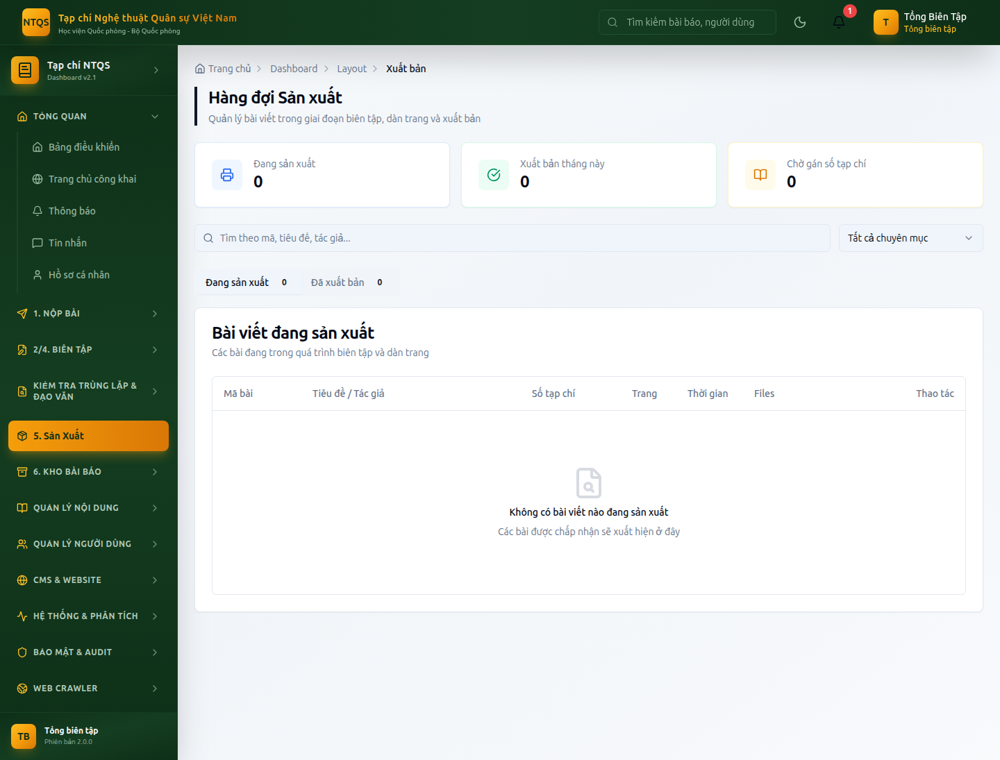 NTQS
Tạp chí Nghệ thuật Quân sự Việt Nam
Học viện Quốc phòng - Bộ Quốc phòng
Tìm kiếm bài báo, người dùng
1
T
Tổng Biên Tập
Tổng biên tập
Tạp chí NTQS
Dashboard v2.1
TỔNG QUAN
Bảng điều khiển
Trang chủ công khai
Thông báo
Tin nhắn
Hồ sơ cá nhân
1. NỘP BÀI
2/4. BIÊN TẬP
KIỂM TRA TRÙNG LẶP &
ĐẠO VĂN
5. Sản Xuất
6. KHO BÀI BÁO
QUẢN LÝ NỘI DUNG
QUẢN LÝ NGƯỜI DÙNG
CMS & WEBSITE
HỆ THỐNG & PHÂN TÍCH
BẢO MẬT & AUDIT
WEB CRAWLER
TB
Tổng biên tập
Phiên bản 2.0.0
Trang chủ
Dashboard
Layout
Xuất bản
Hàng đợi Sản xuất
Quản lý bài viết trong giai đoạn biên tập, dàn trang và xuất bản
Đang sản xuất
0
Xuất bản tháng này
0
Chờ gán số tạp chí
0
Tìm theo mã, tiêu đề, tác giả...
Tất cả chuyên mục
Đang sản xuất 0
Đã xuất bản 0
Bài viết đang sản xuất
Các bài đang trong quá trình biên tập và dàn trang
Mã bài
Tiêu đề / Tác giả
Số tạp chí
Trang
Thời gian
Files
Thao tác
Không có bài viết nào đang sản xuất
Các bài được chấp nhận sẽ xuất hiện ở đây